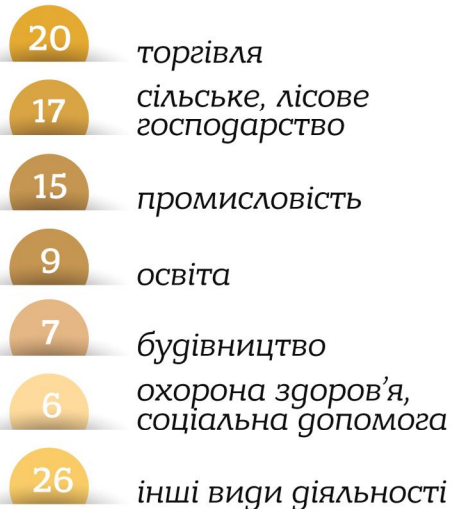 20
торгівля
17
сільське, лісове
господарство
15
промисловість
9
освіта
7
будівництво
6
охорона здоров’я,
соціальна допомога
26
інші види діяльності